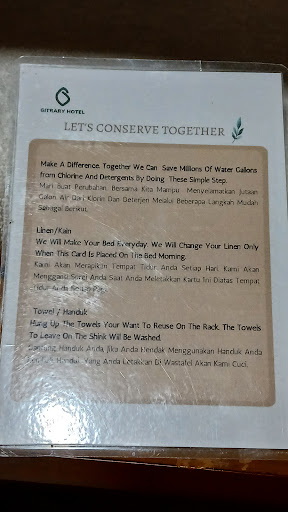 GITRARY HOTEL
LET'S CONSERVE TOGETHER
Make A Difference. Together We Can Save Millions Of Water Gallons
from Chlorine And Detergents By Doing These Simple Step.
Mari Buat Perubahan, Bersama Kita Mampu Menyelamatkan Jutaan
Galon Air Dari Klorin Dan Deterjen Melalui Beberapa Langkah Mudah
Sebagai Berikut.
Linen/Kain
We Will Make Your Bed Everyday. We Will Change Your Linen Only
When This Card Is Placed On The Bed Morning.
Kami Akan Merapikan Tempat Tidur Anda Setiap Hari. Kami Akan
Mengganti Sprei Anda Saat Anda Meletakkan Kartu Ini Diatas Tempat
Tidur Anda Setiap Pagi.
Towel / Handuk
Hung Up The Towels Your Want To Reuse On The Rack. The Towels
To Leave On The Shink Will Be Washed.
Gantung Handuk Anda Jika Anda Hendak Menggunakan Handuk Anda
Kembali. Handuk Yang Anda Letakkan Di Wastafel Akan Kami Cuci.